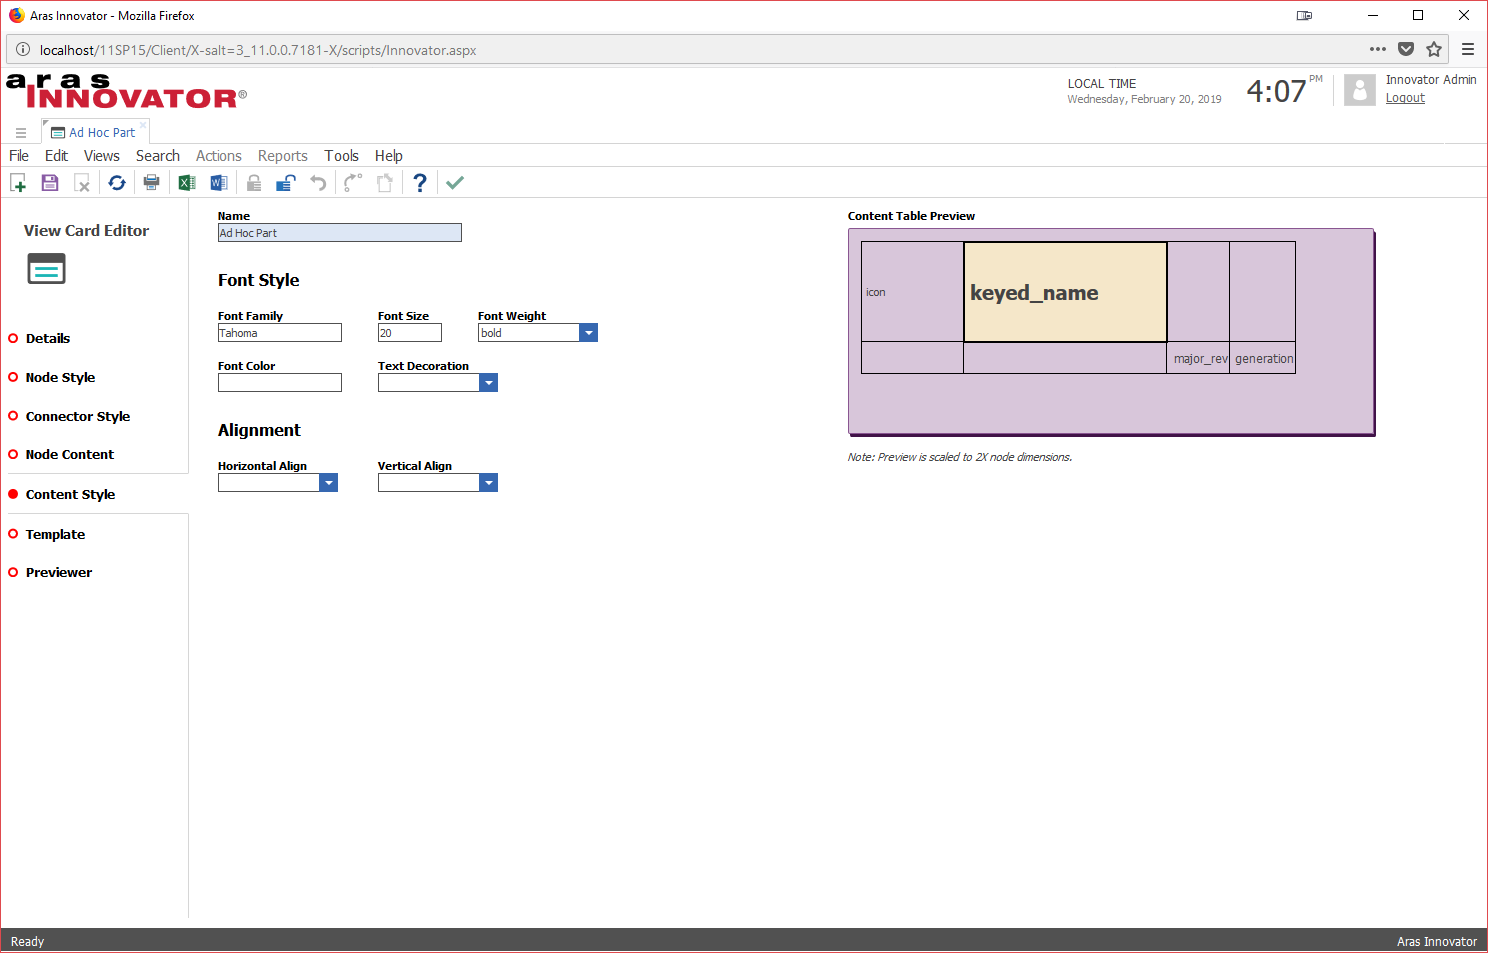 Aras Innovator - Mozilla Firefox
localhost/11SP15/Client/X-salt=3_11.0.0.7181-X/scripts/Innovator.aspx
aras
INNOVATOR®
LOCAL TIME
Wednesday, February 20, 2019
4:07 PM
Innovator Admin
Logout
Ad Hoc Part
File Edit Views Search Actions Reports Tools Help
View Card Editor
Details
Node Style
Connector Style
Node Content
Content Style
Template
Previewer
Name
Ad Hoc Part
Font Style
Font Family Font Size Font Weight
Tahoma 20 bold
Font Color Text Decoration
Alignment
Horizontal Align Vertical Align
Content Table Preview
icon keyed_name
major_rev generation
Note: Preview is scaled to 2X node dimensions.
Ready
Aras Innovator